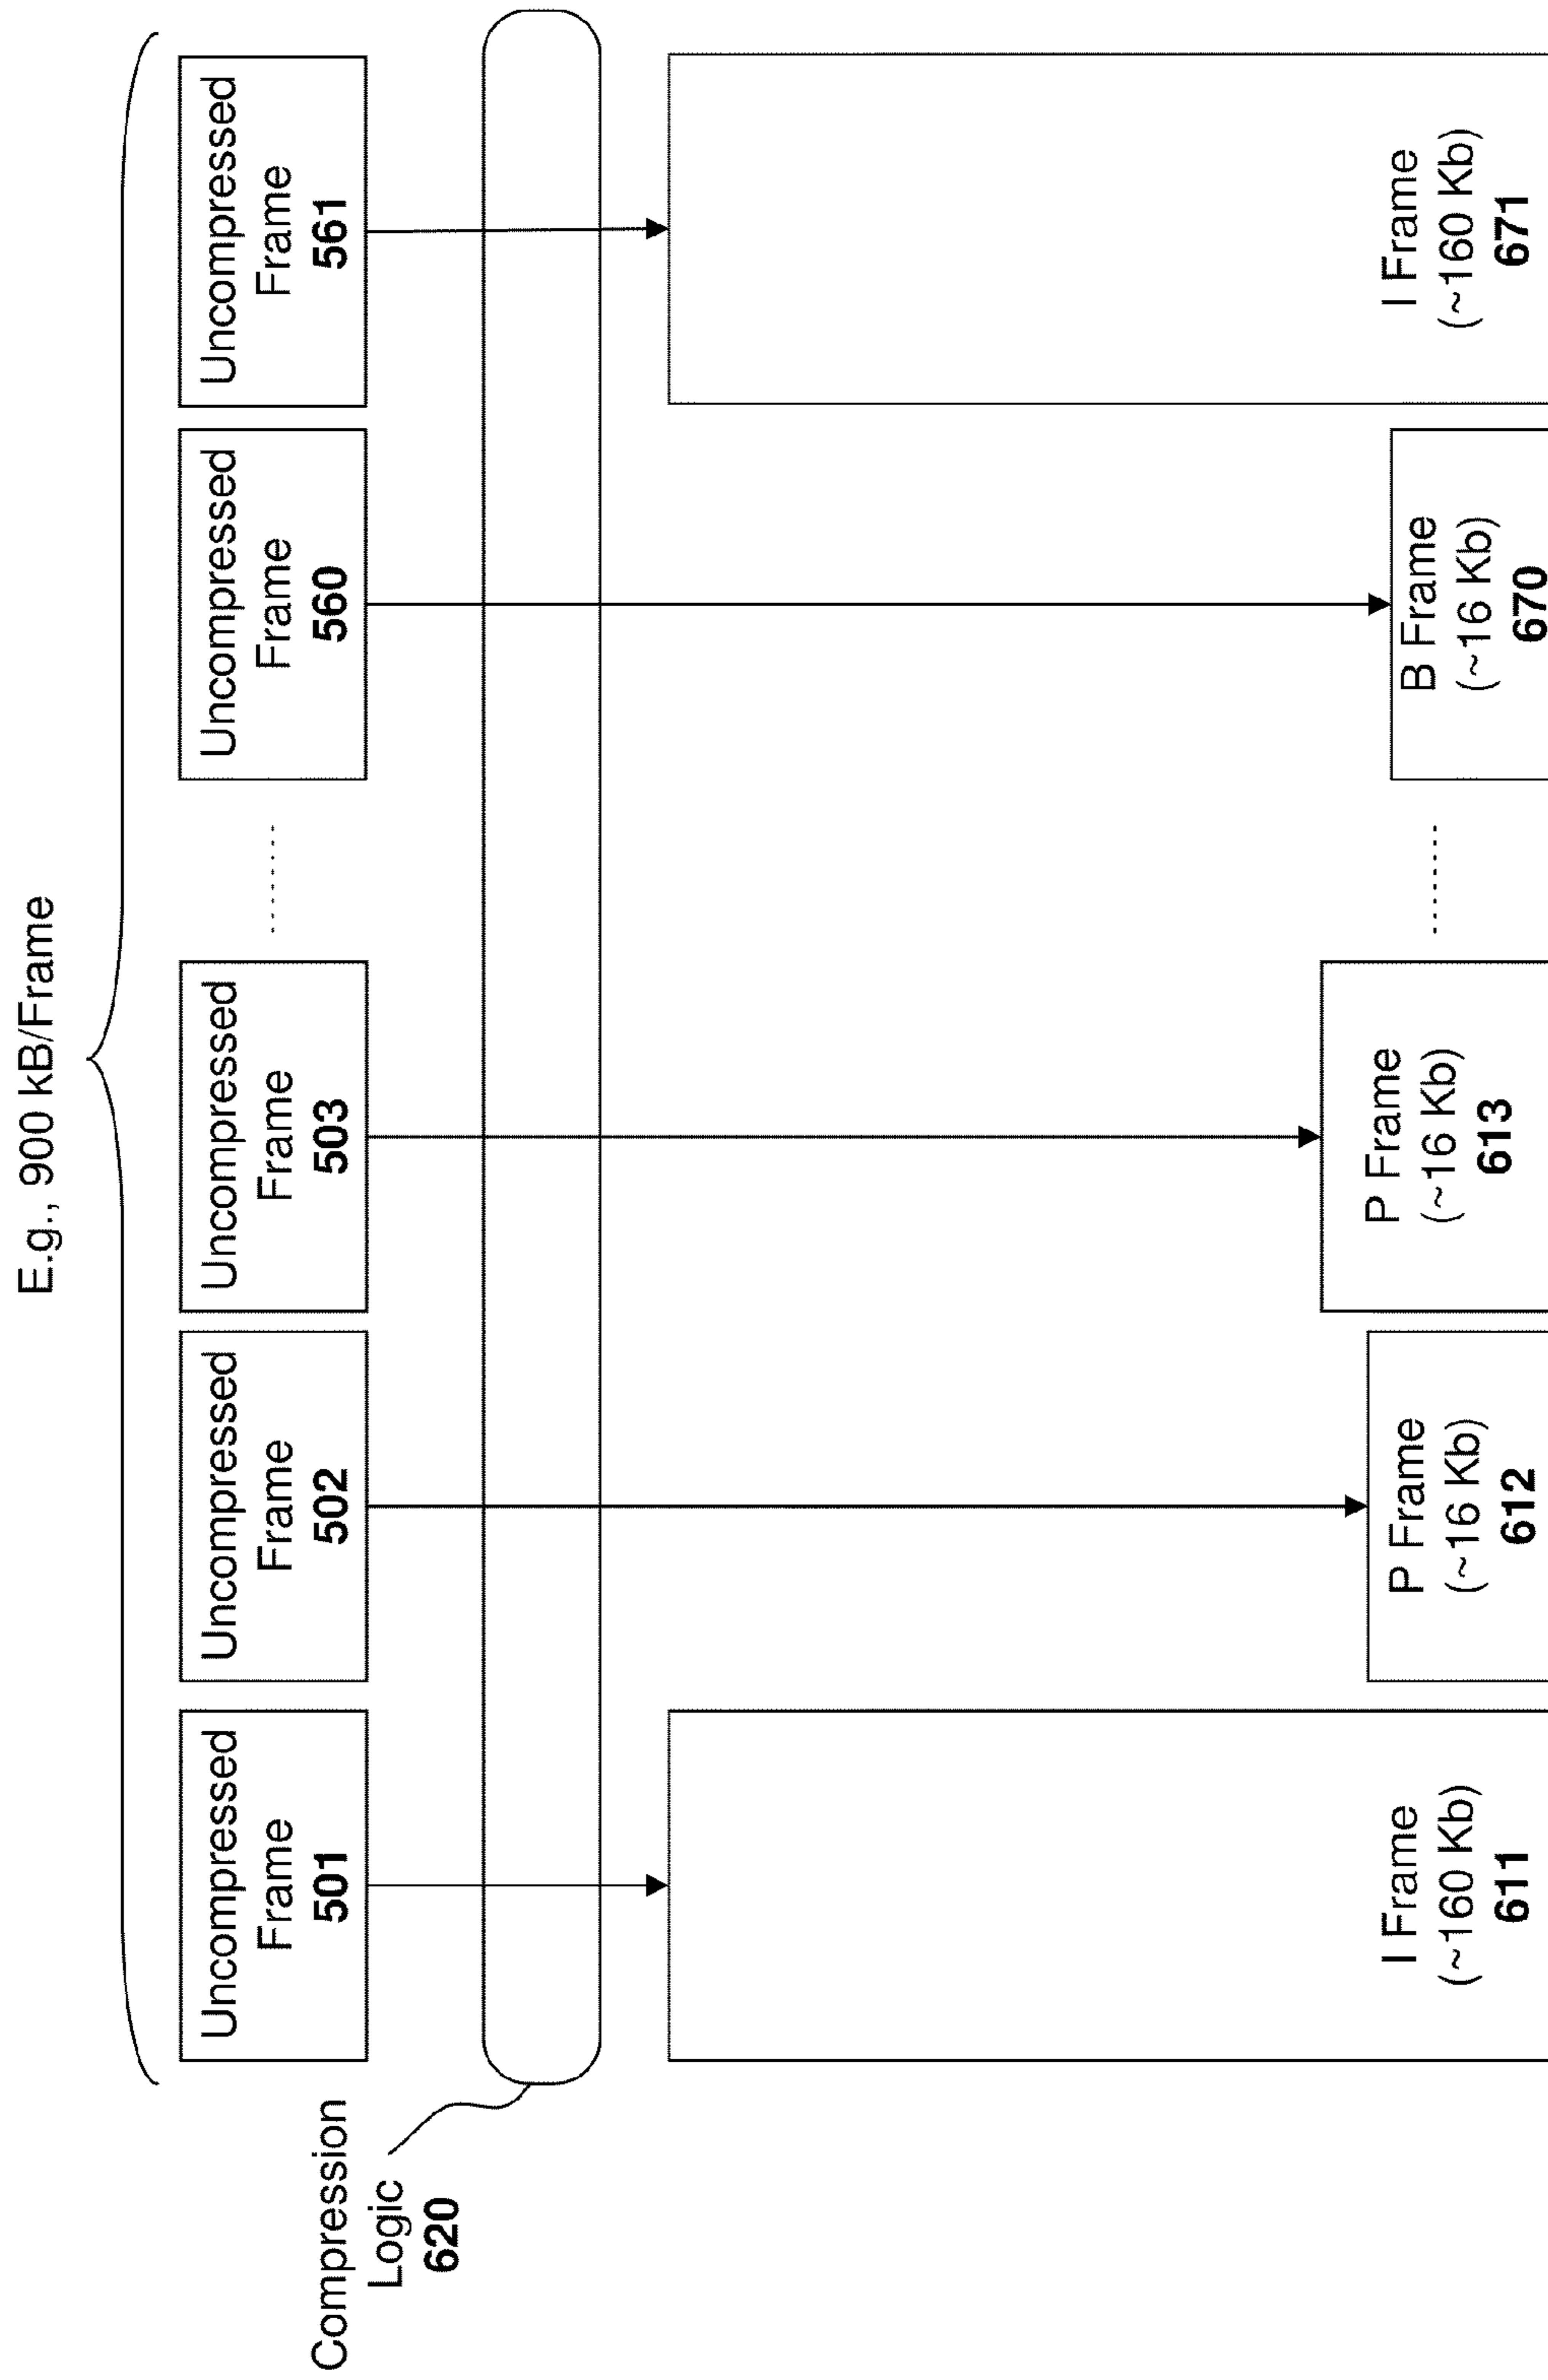 E.g., 900 kB/Frame
Uncompressed
Frame
501
Uncompressed
Frame
502
Uncompressed
Frame
503
Uncompressed
Frame
560
Uncompressed
Frame
561
Compression
Logic
620
I Frame
(~160 Kb)
611
P Frame
(~16 Kb)
612
P Frame
(~16 Kb)
613
B Frame
(~16 Kb)
670
I Frame
(~160 Kb)
671